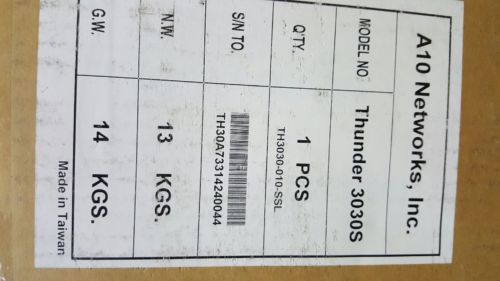 A10 Networks, Inc.
MODEL NO: Thunder 3030S
Q'TY. 1 PCS
TH3030-010-SSL
S/N TO. TH30A73314240044
N.W. 13 KGS.
G.W. 14 KGS.
Made in Taiwan